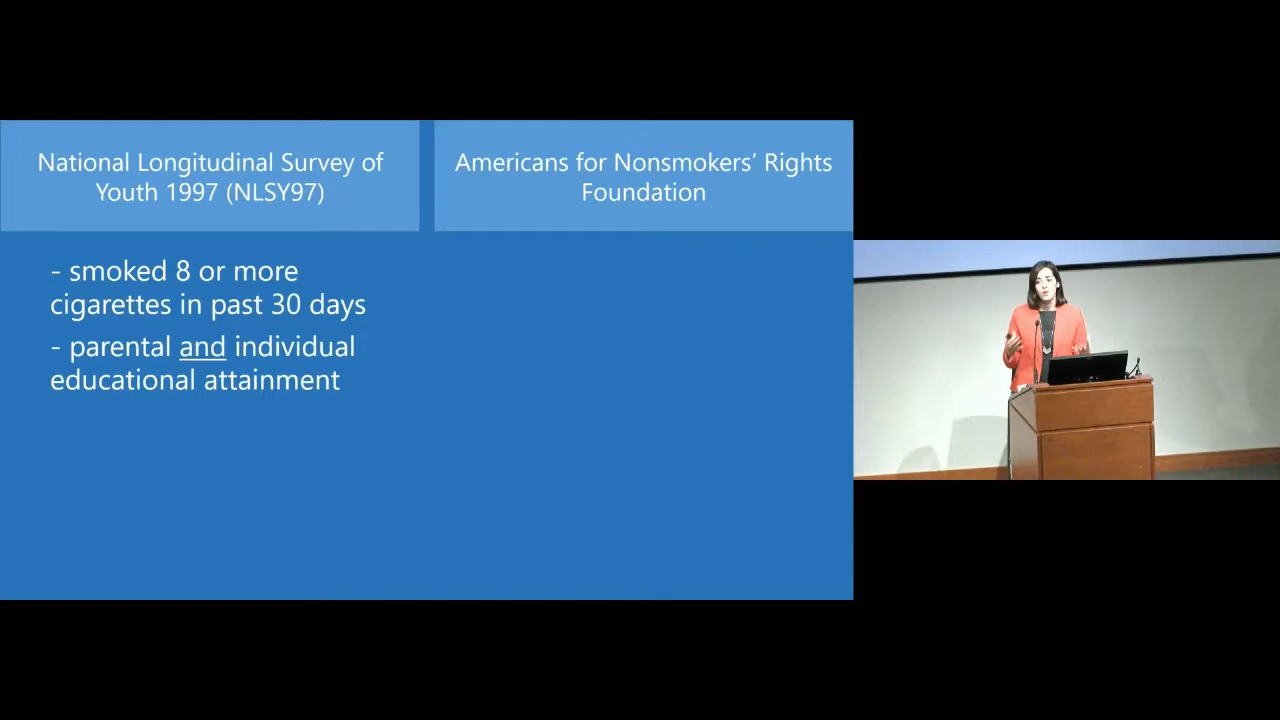 National Longitudinal Survey of
Youth 1997 (NLSY97)
Americans for Nonsmokers’ Rights
Foundation
- smoked 8 or more
cigarettes in past 30 days
- parental and individual
educational attainment